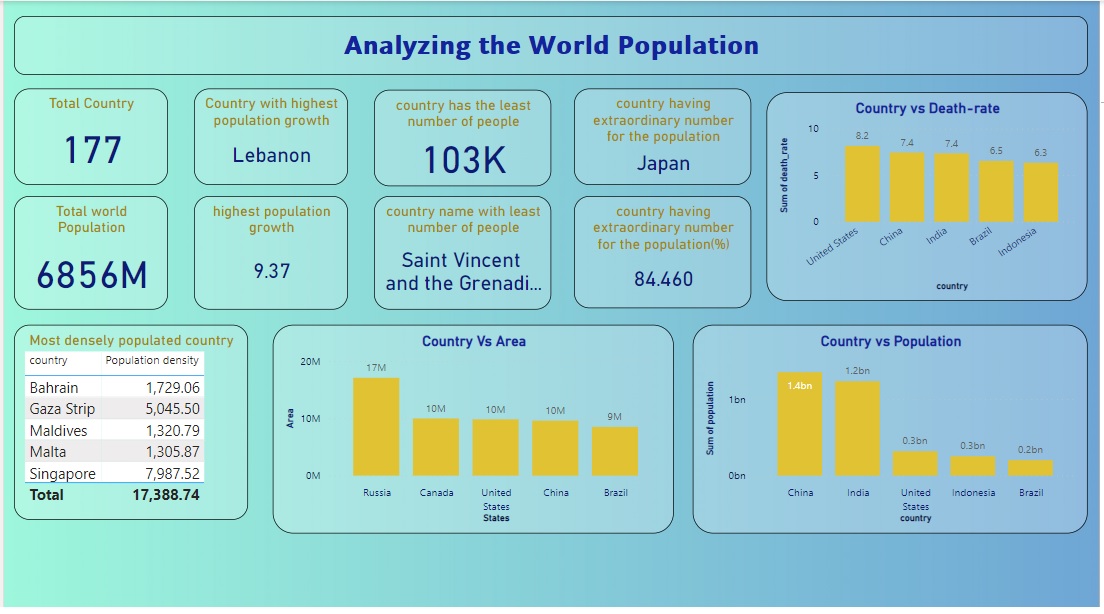 Analyzing the World Population
Total Country
177
Country with highest
population growth
Lebanon
country has the least
number of people
103K
country having
extraordinary number
for the population
Japan
Total world
Population
6856M
highest population
growth
9.37
country name with least
number of people
Saint Vincent
and the Grenadi...
country having
extraordinary number
for the population(%)
84.460
Country vs Death-rate
Sum of death_rate
10
5
0
8.2
7.4
7.4
6.5
6.3
United States
China
India
Brazil
Indonesia
country
Most densely populated country
country Population density
Bahrain 1,729.06
Gaza Strip 5,045.50
Maldives 1,320.79
Malta 1,305.87
Singapore 7,987.52
Total 17,388.74
Country Vs Area
Area
20M
10M
0M
17M
10M
10M
10M
9M
Russia
Canada
United
States
China
Brazil
States
Country vs Population
Sum of population
1bn
0bn
1.4bn
1.2bn
0.3bn
0.3bn
0.2bn
China
India
United
States
Indonesia
Brazil
country